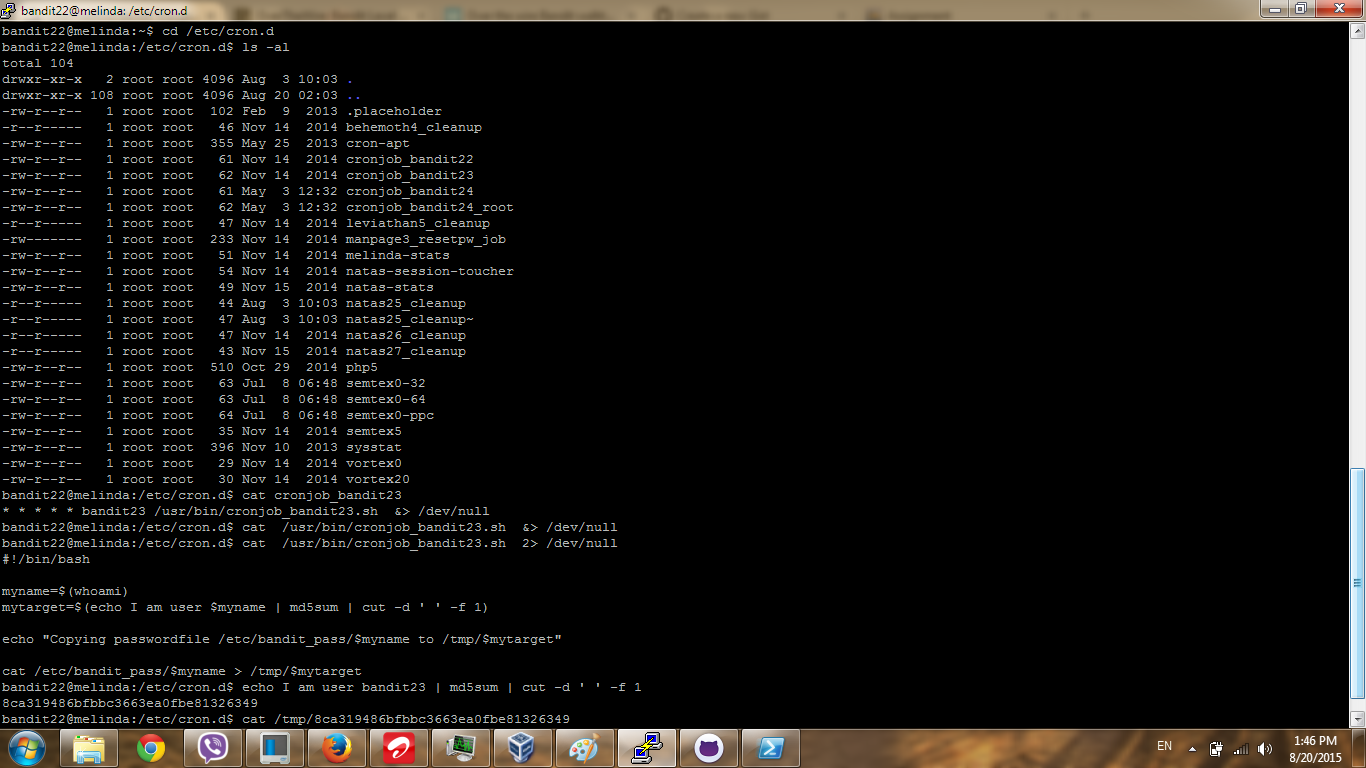 bandit22@melinda: /etc/cron.d
bandit22@melinda:~$ cd /etc/cron.d
bandit22@melinda:/etc/cron.d$ ls -al
total 104
drwxr-xr-x   2 root root 4096 Aug  3 10:03 .
drwxr-xr-x 108 root root 4096 Aug 20 02:03 ..
-rw-r--r--   1 root root  102 Feb  9  2013 .placeholder
-r--r-----   1 root root   46 Nov 14  2014 behemoth4_cleanup
-rw-r--r--   1 root root  355 May 25  2013 cron-apt
-rw-r--r--   1 root root   61 Nov 14  2014 cronjob_bandit22
-rw-r--r--   1 root root   62 Nov 14  2014 cronjob_bandit23
-rw-r--r--   1 root root   61 May  3 12:32 cronjob_bandit24
-rw-r--r--   1 root root   62 May  3 12:32 cronjob_bandit24_root
-r--r-----   1 root root   47 Nov 14  2014 leviathan5_cleanup
-rw-------   1 root root  233 Nov 14  2014 manpage3_resetpw_job
-rw-r--r--   1 root root   51 Nov 14  2014 melinda-stats
-rw-r--r--   1 root root   54 Nov 14  2014 natas-session-toucher
-rw-r--r--   1 root root   49 Nov 15  2014 natas-stats
-r--r-----   1 root root   44 Aug  3 10:03 natas25_cleanup
-r--r-----   1 root root   47 Aug  3 10:03 natas25_cleanup~
-r--r-----   1 root root   47 Nov 14  2014 natas26_cleanup
-r--r-----   1 root root   43 Nov 15  2014 natas27_cleanup
-rw-r--r--   1 root root  510 Oct 29  2014 php5
-rw-r--r--   1 root root   63 Jul  8 06:48 semtex0-32
-rw-r--r--   1 root root   63 Jul  8 06:48 semtex0-64
-rw-r--r--   1 root root   64 Jul  8 06:48 semtex0-ppc
-rw-r--r--   1 root root   35 Nov 14  2014 semtex5
-rw-r--r--   1 root root  396 Nov 10  2013 sysstat
-rw-r--r--   1 root root   29 Nov 14  2014 vortex0
-rw-r--r--   1 root root   30 Nov 14  2014 vortex20
bandit22@melinda:/etc/cron.d$ cat cronjob_bandit23
* * * * * bandit23 /usr/bin/cronjob_bandit23.sh  &> /dev/null
bandit22@melinda:/etc/cron.d$ cat  /usr/bin/cronjob_bandit23.sh  &> /dev/null
bandit22@melinda:/etc/cron.d$ cat  /usr/bin/cronjob_bandit23.sh  2> /dev/null
#!/bin/bash
myname=$(whoami)
mytarget=$(echo I am user $myname | md5sum | cut -d ' ' -f 1)
echo "Copying passwordfile /etc/bandit_pass/$myname to /tmp/$mytarget"
cat /etc/bandit_pass/$myname > /tmp/$mytarget
bandit22@melinda:/etc/cron.d$ echo I am user bandit23 | md5sum | cut -d ' ' -f 1
8ca319486bfbbc3663ea0fbe81326349
bandit22@melinda:/etc/cron.d$ cat /tmp/8ca319486bfbbc3663ea0fbe81326349
EN
1:46 PM
8/20/2015